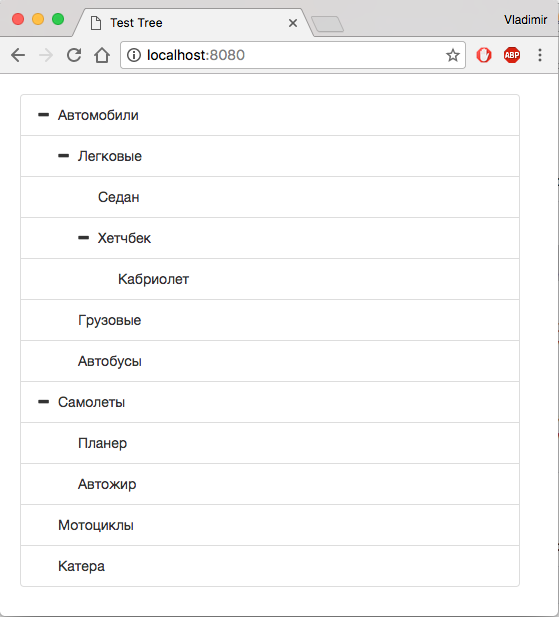 Test Tree
Vladimir
localhost:8080
ABP
Автомобили
Легковые
Седан
Хетчбек
Кабриолет
Грузовые
Автобусы
Самолеты
Планер
Автожир
Мотоциклы
Катера